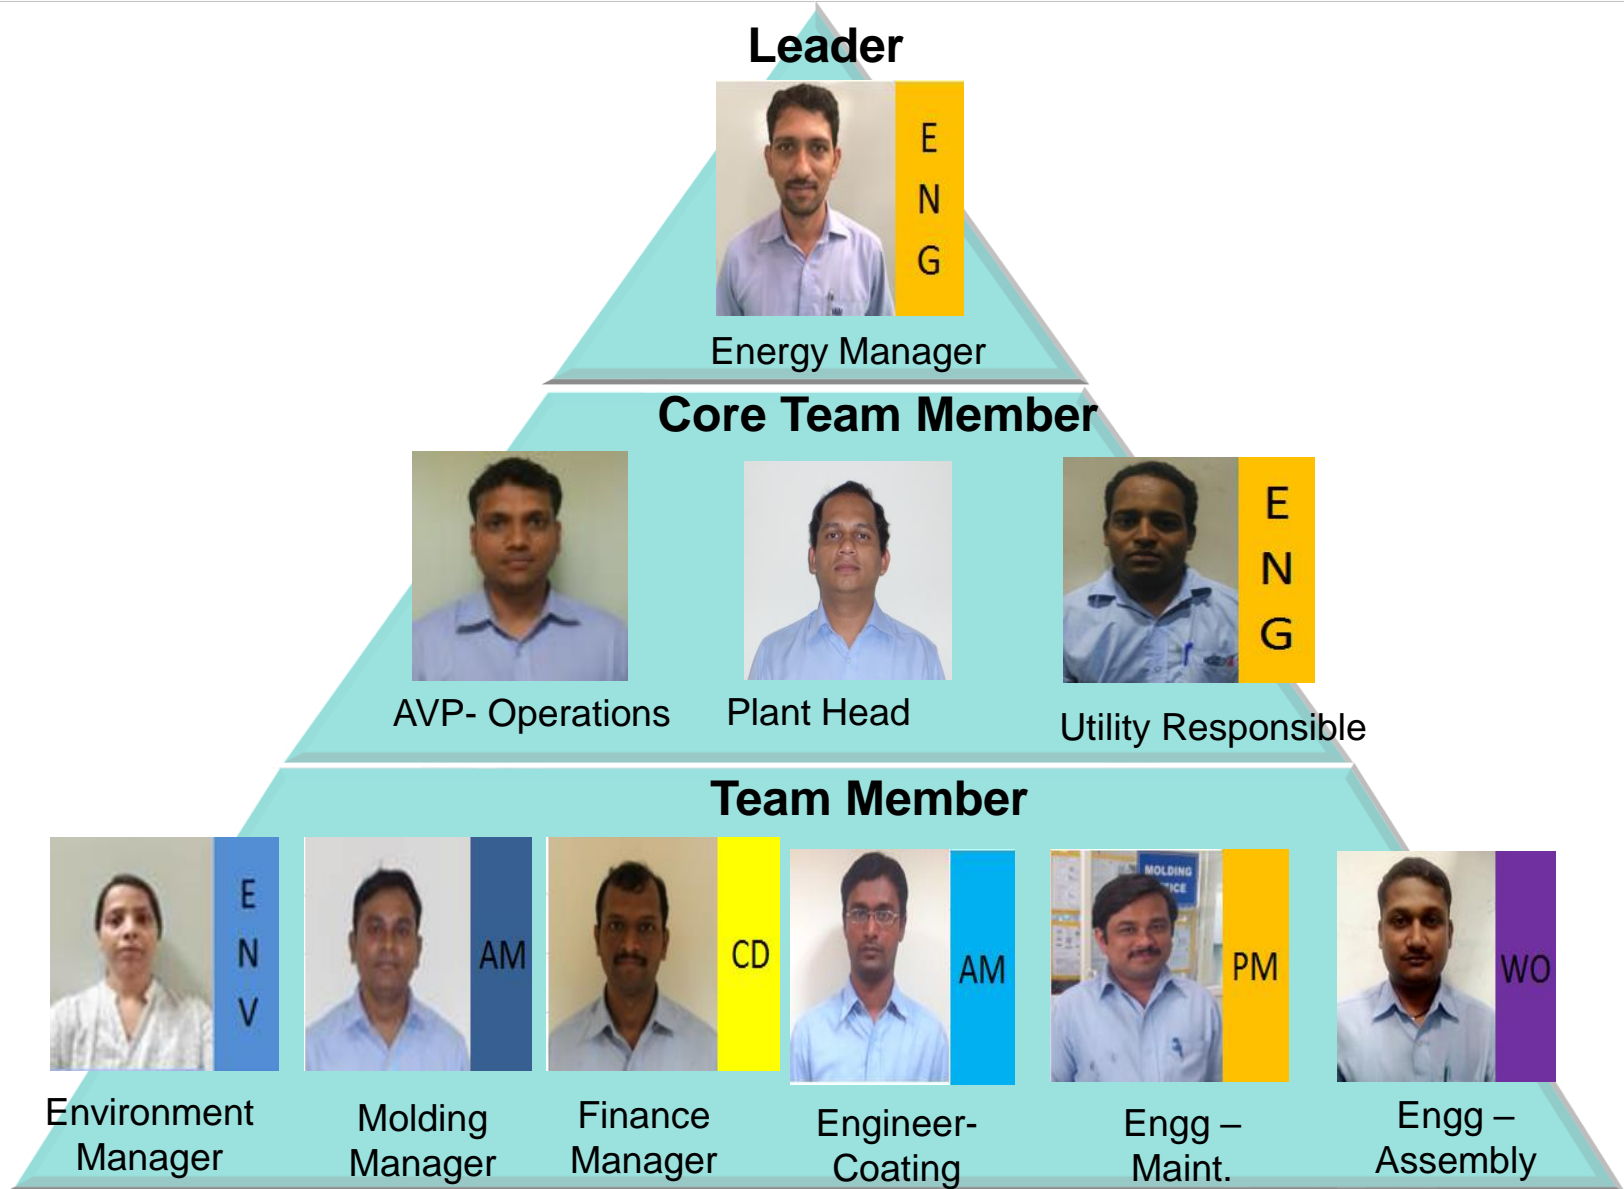 Leader
E
N
G
Energy Manager
Core Team Member
E
N
G
AVP- Operations
Plant Head
Utility Responsible
Team Member
E
N
V
AM
CD
AM
MOLDING
PM
WO
Environment
Manager
Molding
Manager
Finance
Manager
Engineer-
Coating
Engg –
Maint.
Engg –
Assembly